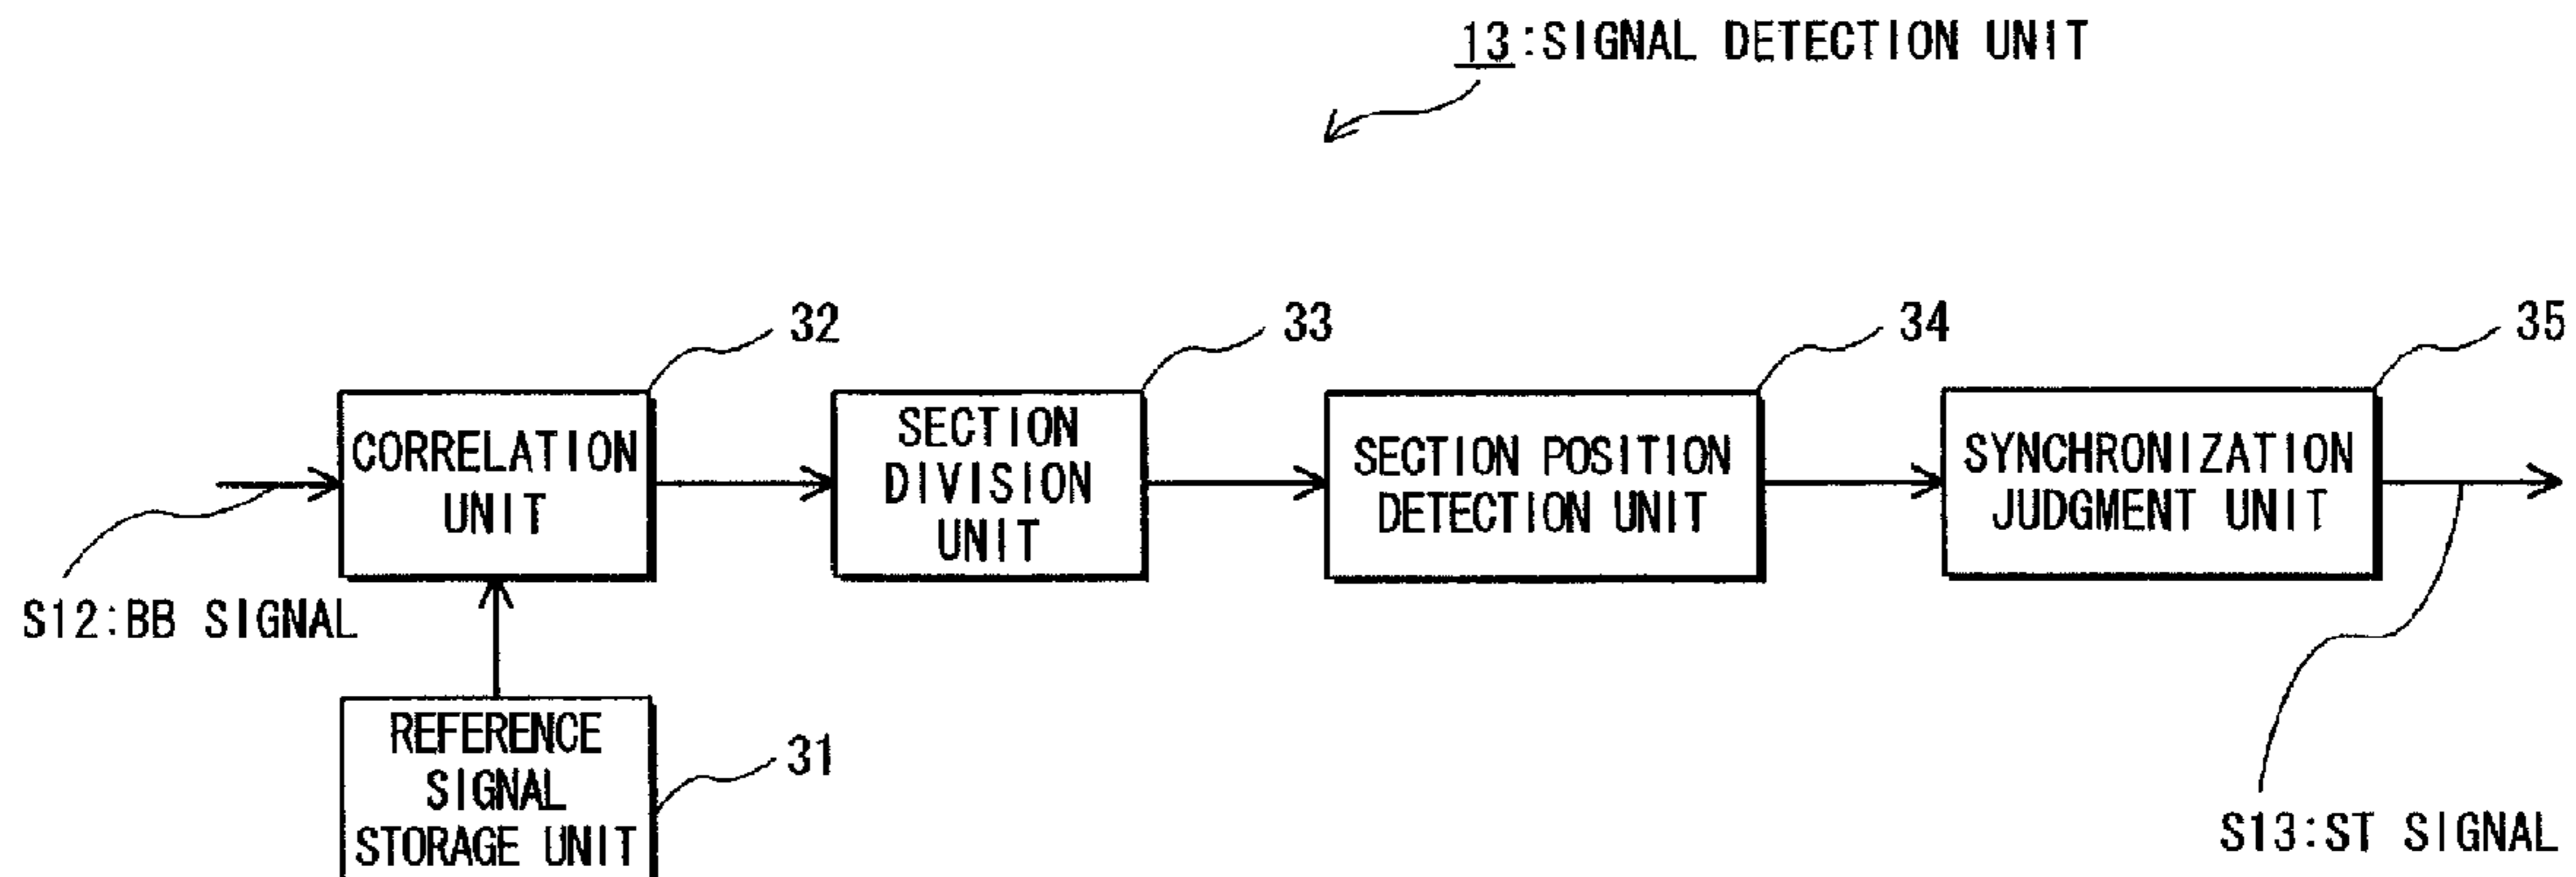 13:SIGNAL DETECTION UNIT
32
33
34
35
CORRELATION
UNIT
SECTION
DIVISION
UNIT
SECTION POSITION
DETECTION UNIT
SYNCHRONIZATION
JUDGMENT UNIT
S12:BB SIGNAL
REFERENCE
SIGNAL
STORAGE UNIT
31
S13:ST SIGNAL